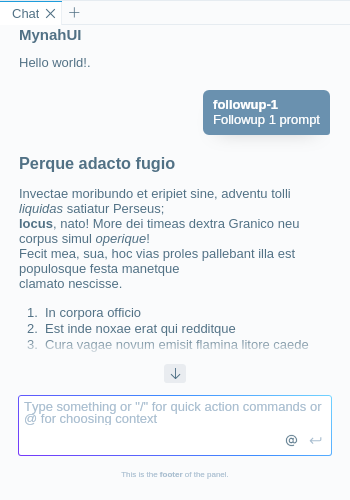 Chat
MynahUI
Hello world!.
followup-1
Followup 1 prompt
Perque adacto fugio
Invectae moribundo et eripiet sine, adventu tolli
liquidas satiatur Perseus;
locus, nato! More dei timeas dextra Granico neu
corpus simul operique!
Fecit mea, sua, hoc vias proles pallebant illa est
populosque festa manetque
clamato nescisse.
1. In corpora officio
2. Est inde noxae erat qui redditque
3. Cura vagae novum emisit flamina litore caede
Type something or "/" for quick action commands or
@ for choosing context
@
This is the footer of the panel.